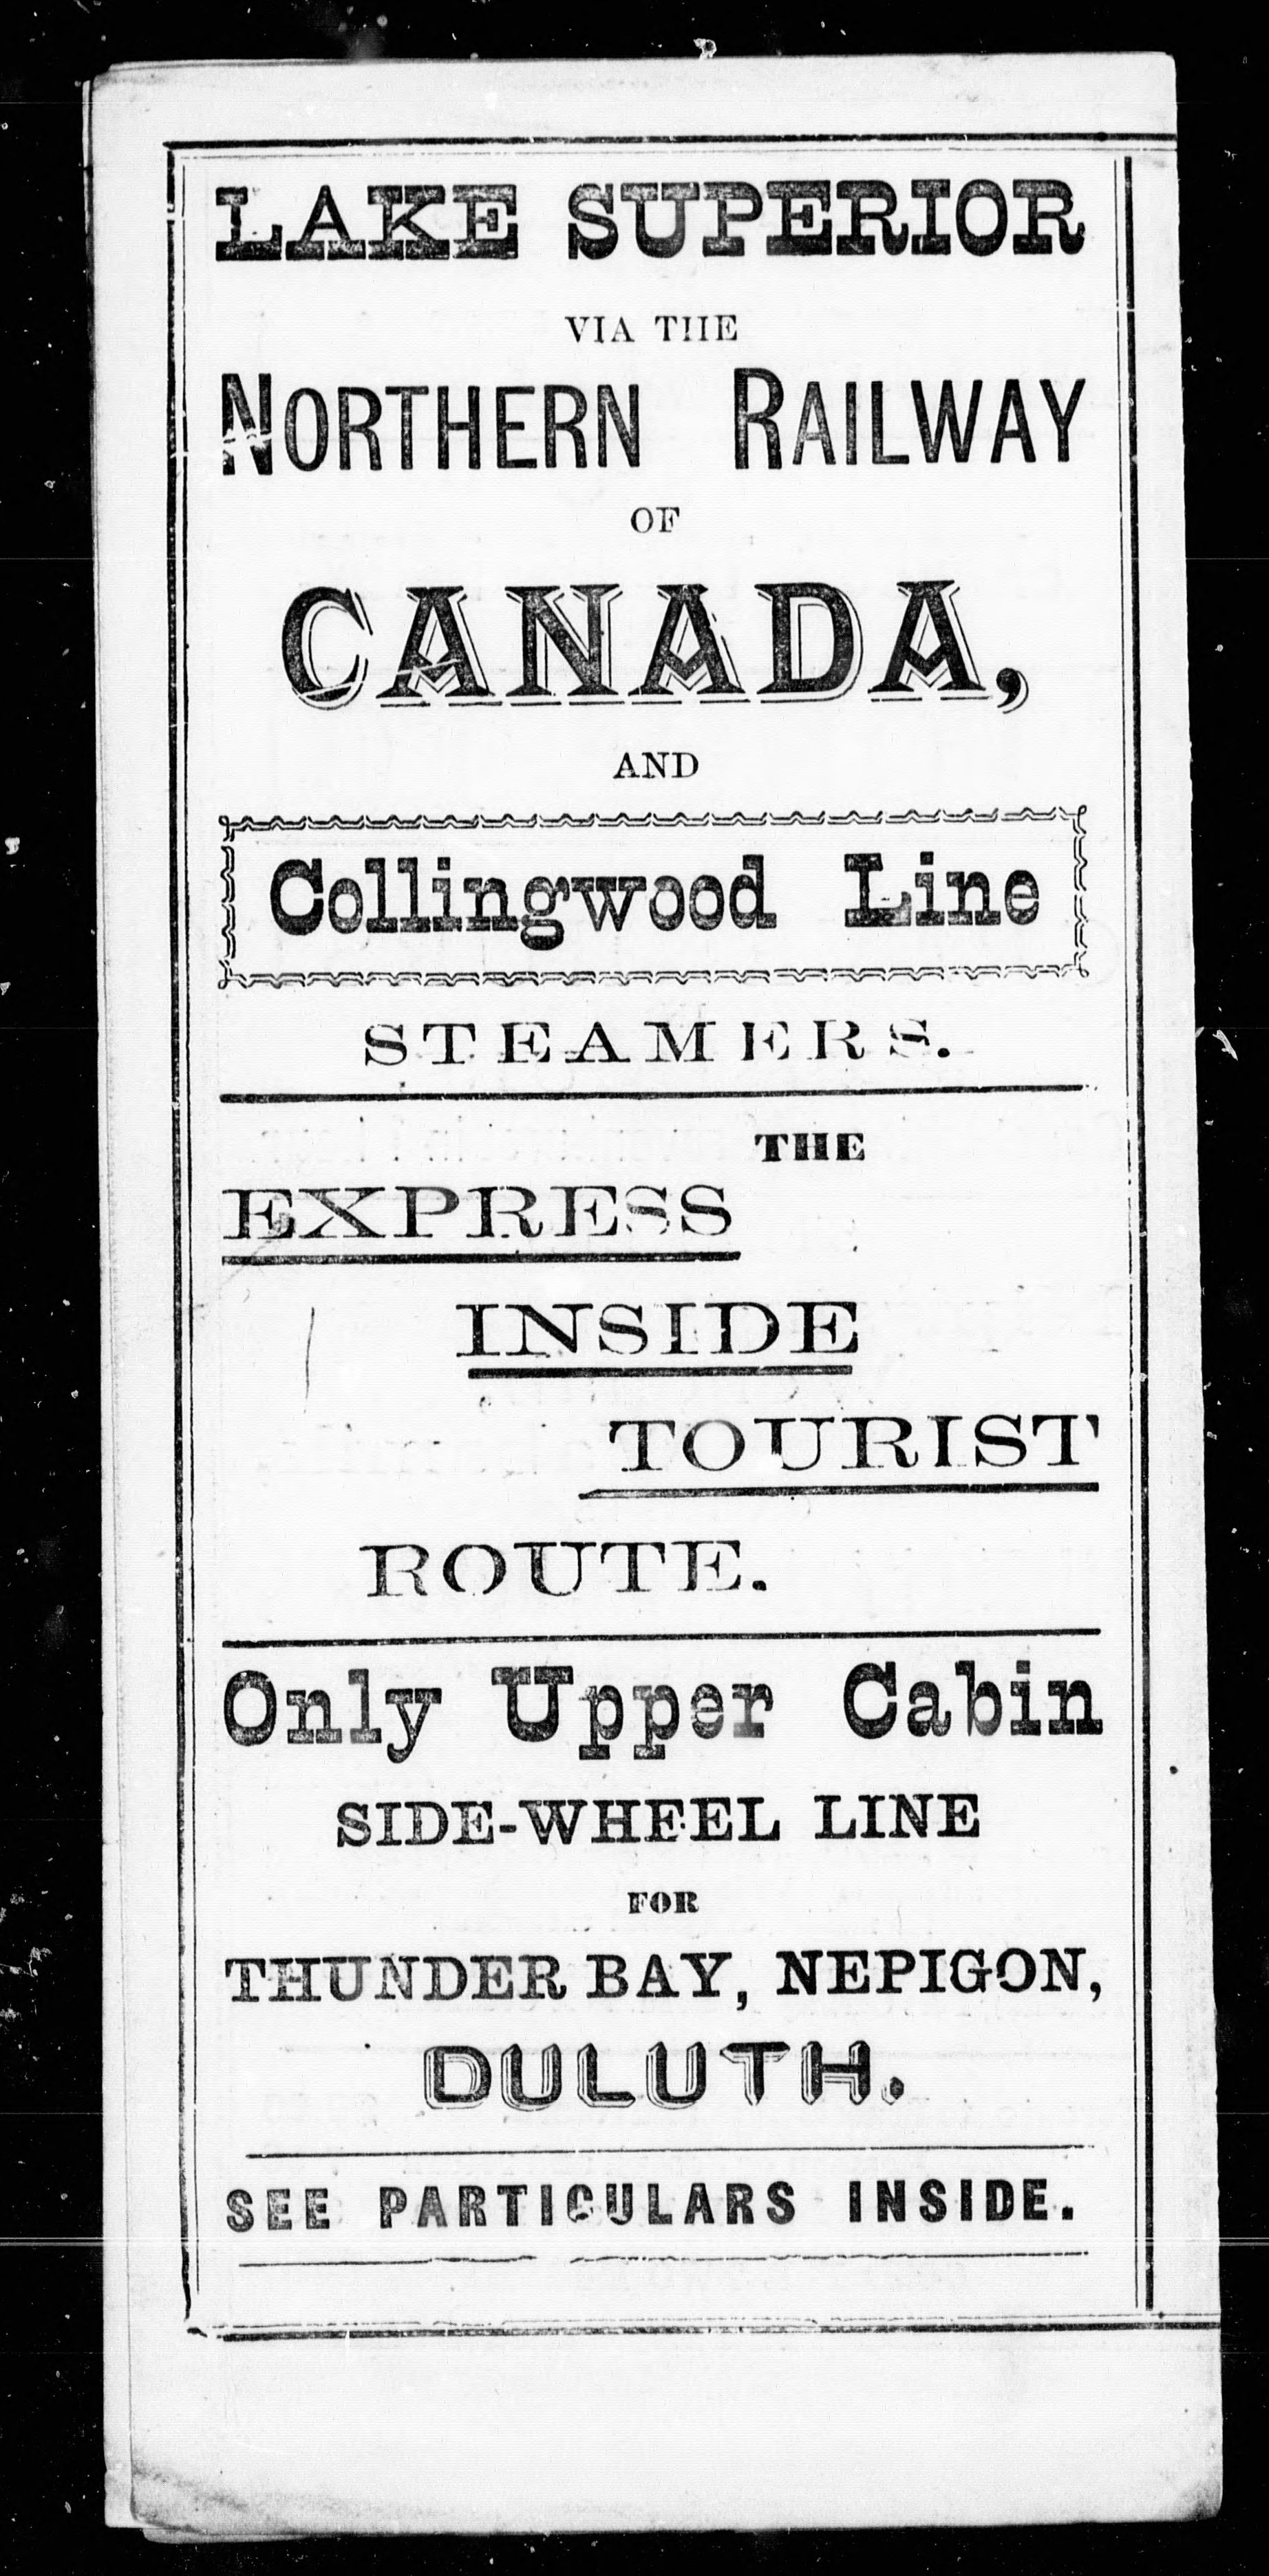 LAKE SUPERIOR
VIA THE
NORTHERN RAILWAY
OF
CANADA,
AND
Collingwood Line
STEAMERS.
THE
EXPRESS
INSIDE
TOURIST
ROUTE.
Only Upper Cabin
SIDE-WHEEL LINE
FOR
THUNDER BAY, NEPIGON,
DULUTH.
SEE PARTICULARS INSIDE.